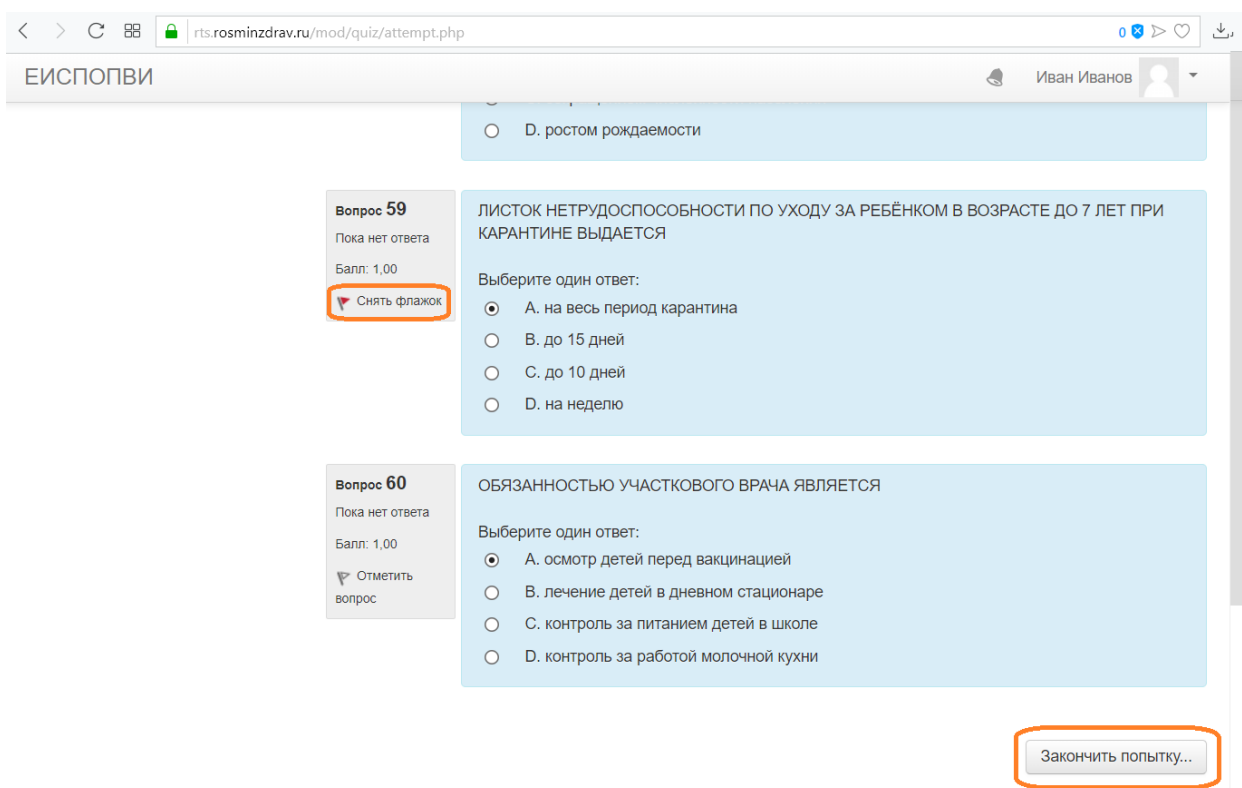 rts.rosminzdrav.ru/mod/quiz/attempt.php
0
ЕИСПОПВИ
Иван Иванов
D. ростом рождаемости
Вопрос 59
Пока нет ответа
Балл: 1,00
Снять флажок
ЛИСТОК НЕТРУДОСПОСОБНОСТИ ПО УХОДУ ЗА РЕБЁНКОМ В ВОЗРАСТЕ ДО 7 ЛЕТ ПРИ
КАРАНТИНЕ ВЫДАЕТСЯ
Выберите один ответ:
A. на весь период карантина
B. до 15 дней
C. до 10 дней
D. на неделю
Вопрос 60
Пока нет ответа
Балл: 1,00
Отметить
вопрос
ОБЯЗАННОСТЬЮ УЧАСТКОВОГО ВРАЧА ЯВЛЯЕТСЯ
Выберите один ответ:
A. осмотр детей перед вакцинацией
B. лечение детей в дневном стационаре
C. контроль за питанием детей в школе
D. контроль за работой молочной кухни
Закончить попытку...